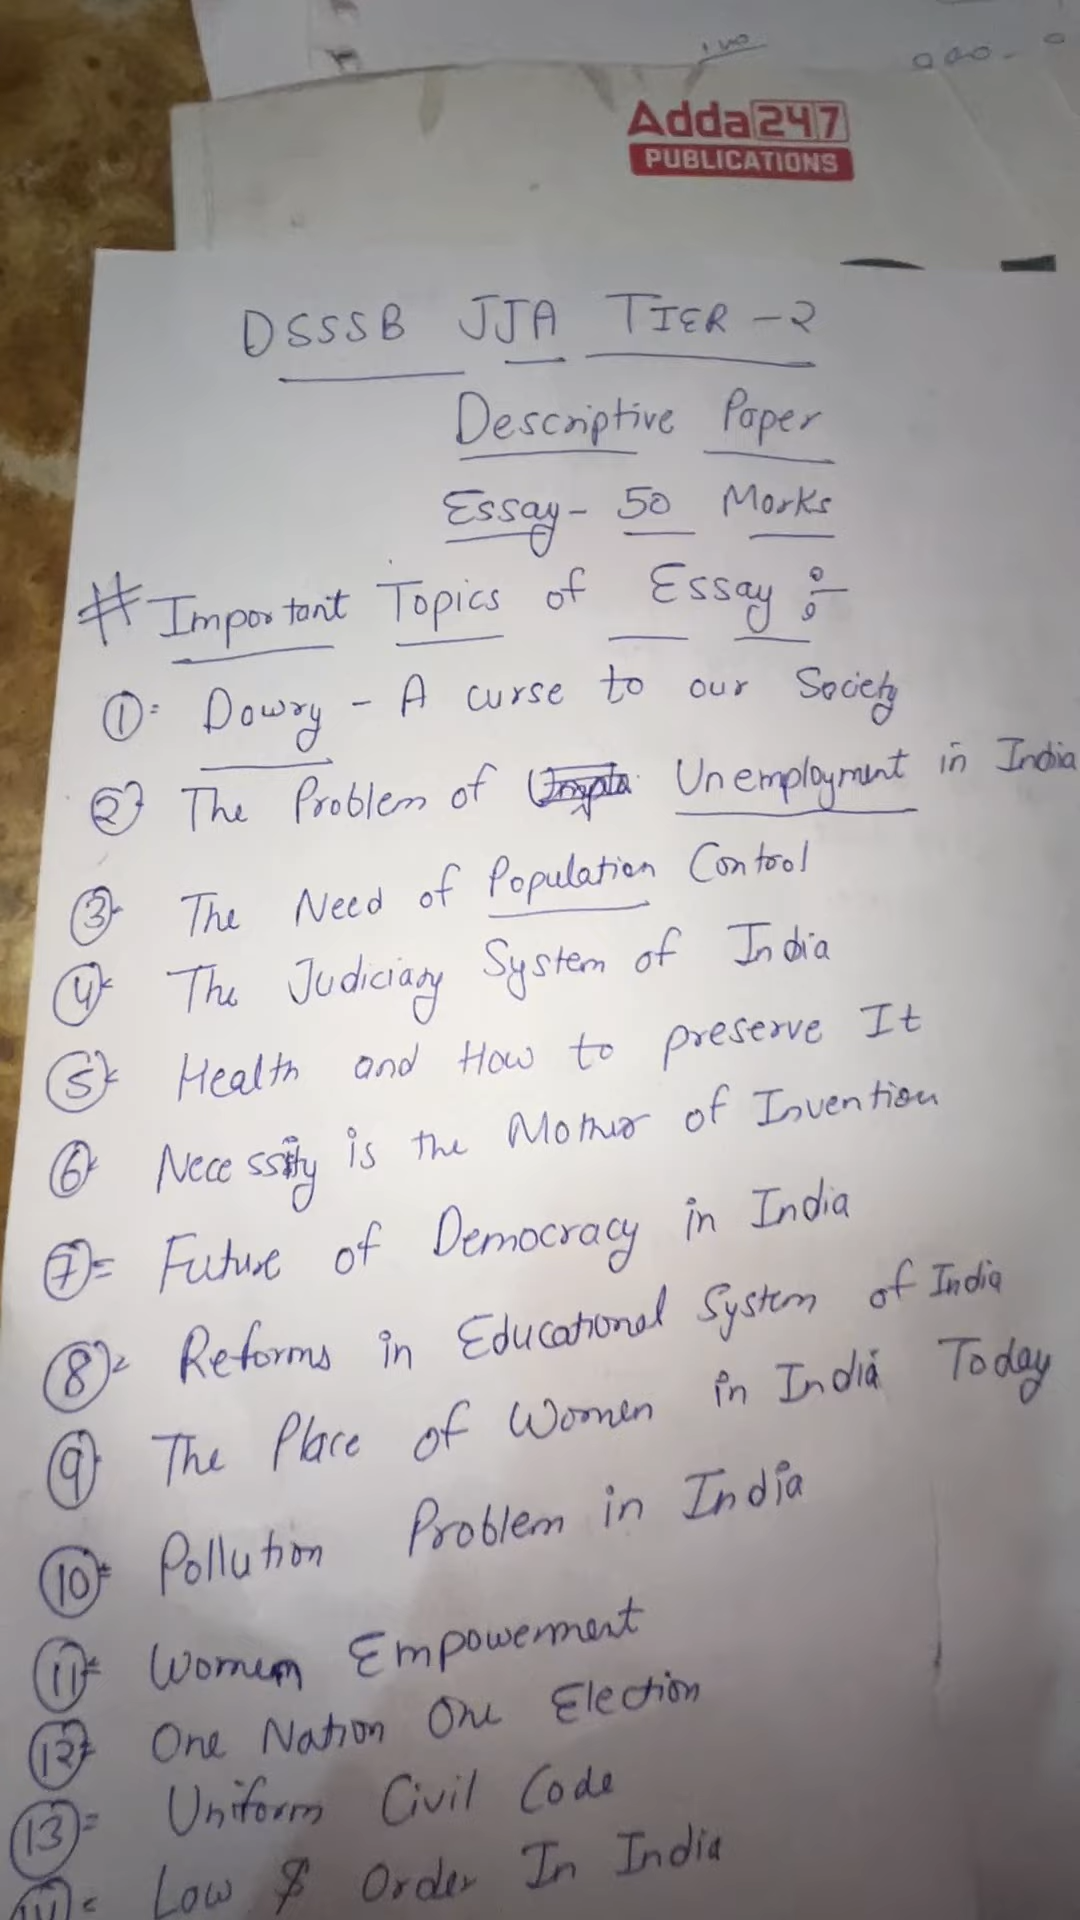 Adda247
PUBLICATIONS
DSSSB JJA TIER-2
Descriptive Paper
Essay- 50 Marks
# Important Topics of Essay :-
①= Dowry - A curse to our Society
②= The Problem of Unemployment in India
③= The Need of Population Control
④= The Judiciary System of India
⑤= Health and How to preserve It
⑥= Necessity is the Mother of Invention
⑦= Future of Democracy in India
⑧= Reforms in Educational System of India
⑨ The Place of Women in India Today
⑩= Pollution Problem in India
⑪= Women Empowerment
⑫= One Nation One Election
⑬= Uniform Civil Code
⑭= Law & Order In India